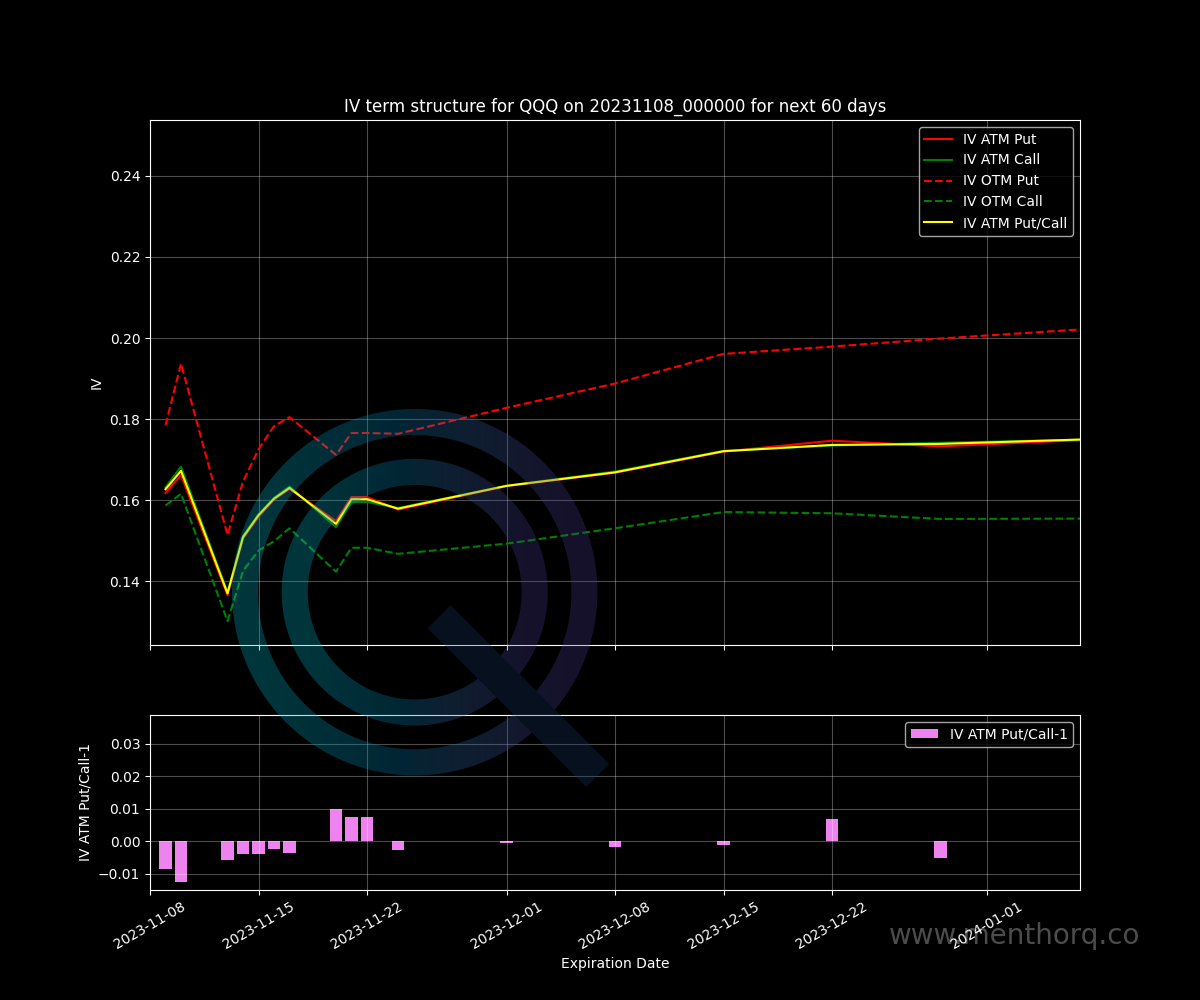 IV term structure for QQQ on 20231108_000000 for next 60 days
IV ATM Put
IV ATM Call
IV OTM Put
IV OTM Call
IV ATM Put/Call
0.24
0.22
0.20
0.18
0.16
0.14
IV
IV ATM Put/Call-1
0.03
0.02
0.01
0.00
−0.01
IV ATM Put/Call-1
2023-11-08
2023-11-15
2023-11-22
2023-12-01
2023-12-08
2023-12-15
2023-12-22
2024-01-01
www.menthorq.co
Expiration Date